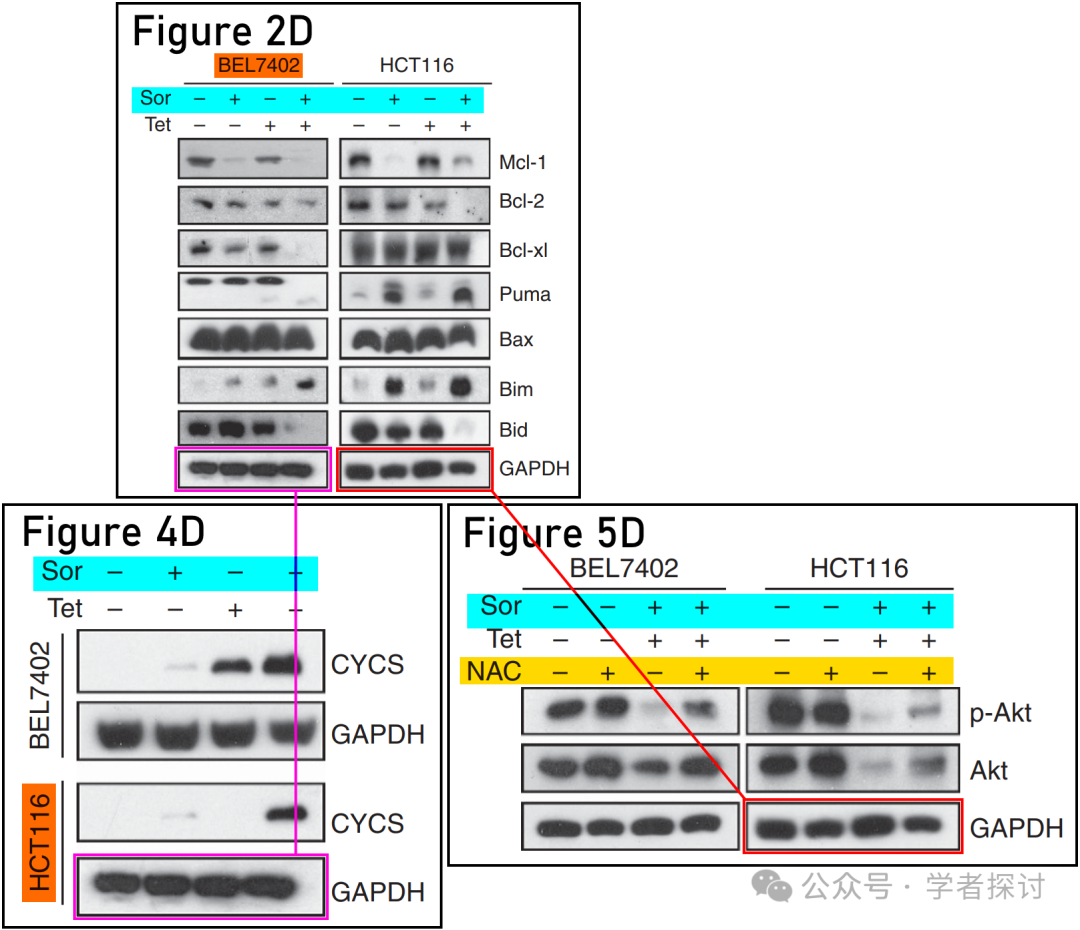 Figure 2D
BEL7402 HCT116
Sor − + − + − + − +
Tet − − + + − − + +
Mcl-1
Bcl-2
Bcl-xl
Puma
Bax
Bim
Bid
GAPDH
Figure 4D
Sor − + − +
Tet − − + −
BEL7402
CYCS
GAPDH
HCT116
CYCS
GAPDH
Figure 5D
BEL7402 HCT116
Sor − − + + − − + +
Tet − − + + − − + +
NAC − + − + − + − +
p-Akt
Akt
GAPDH
公众号 · 学者探讨